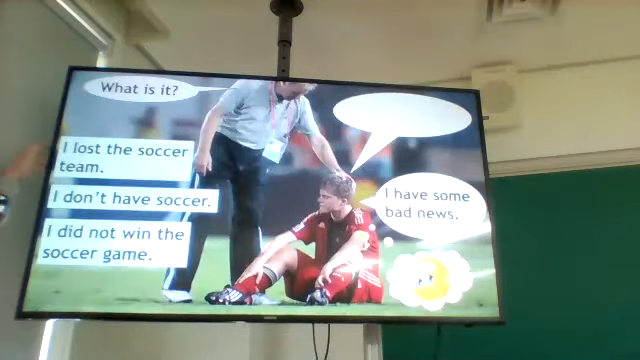 What is it?
I lost the soccer
team.
I don't have soccer.
I did not win the
soccer game.
I have some
bad news.